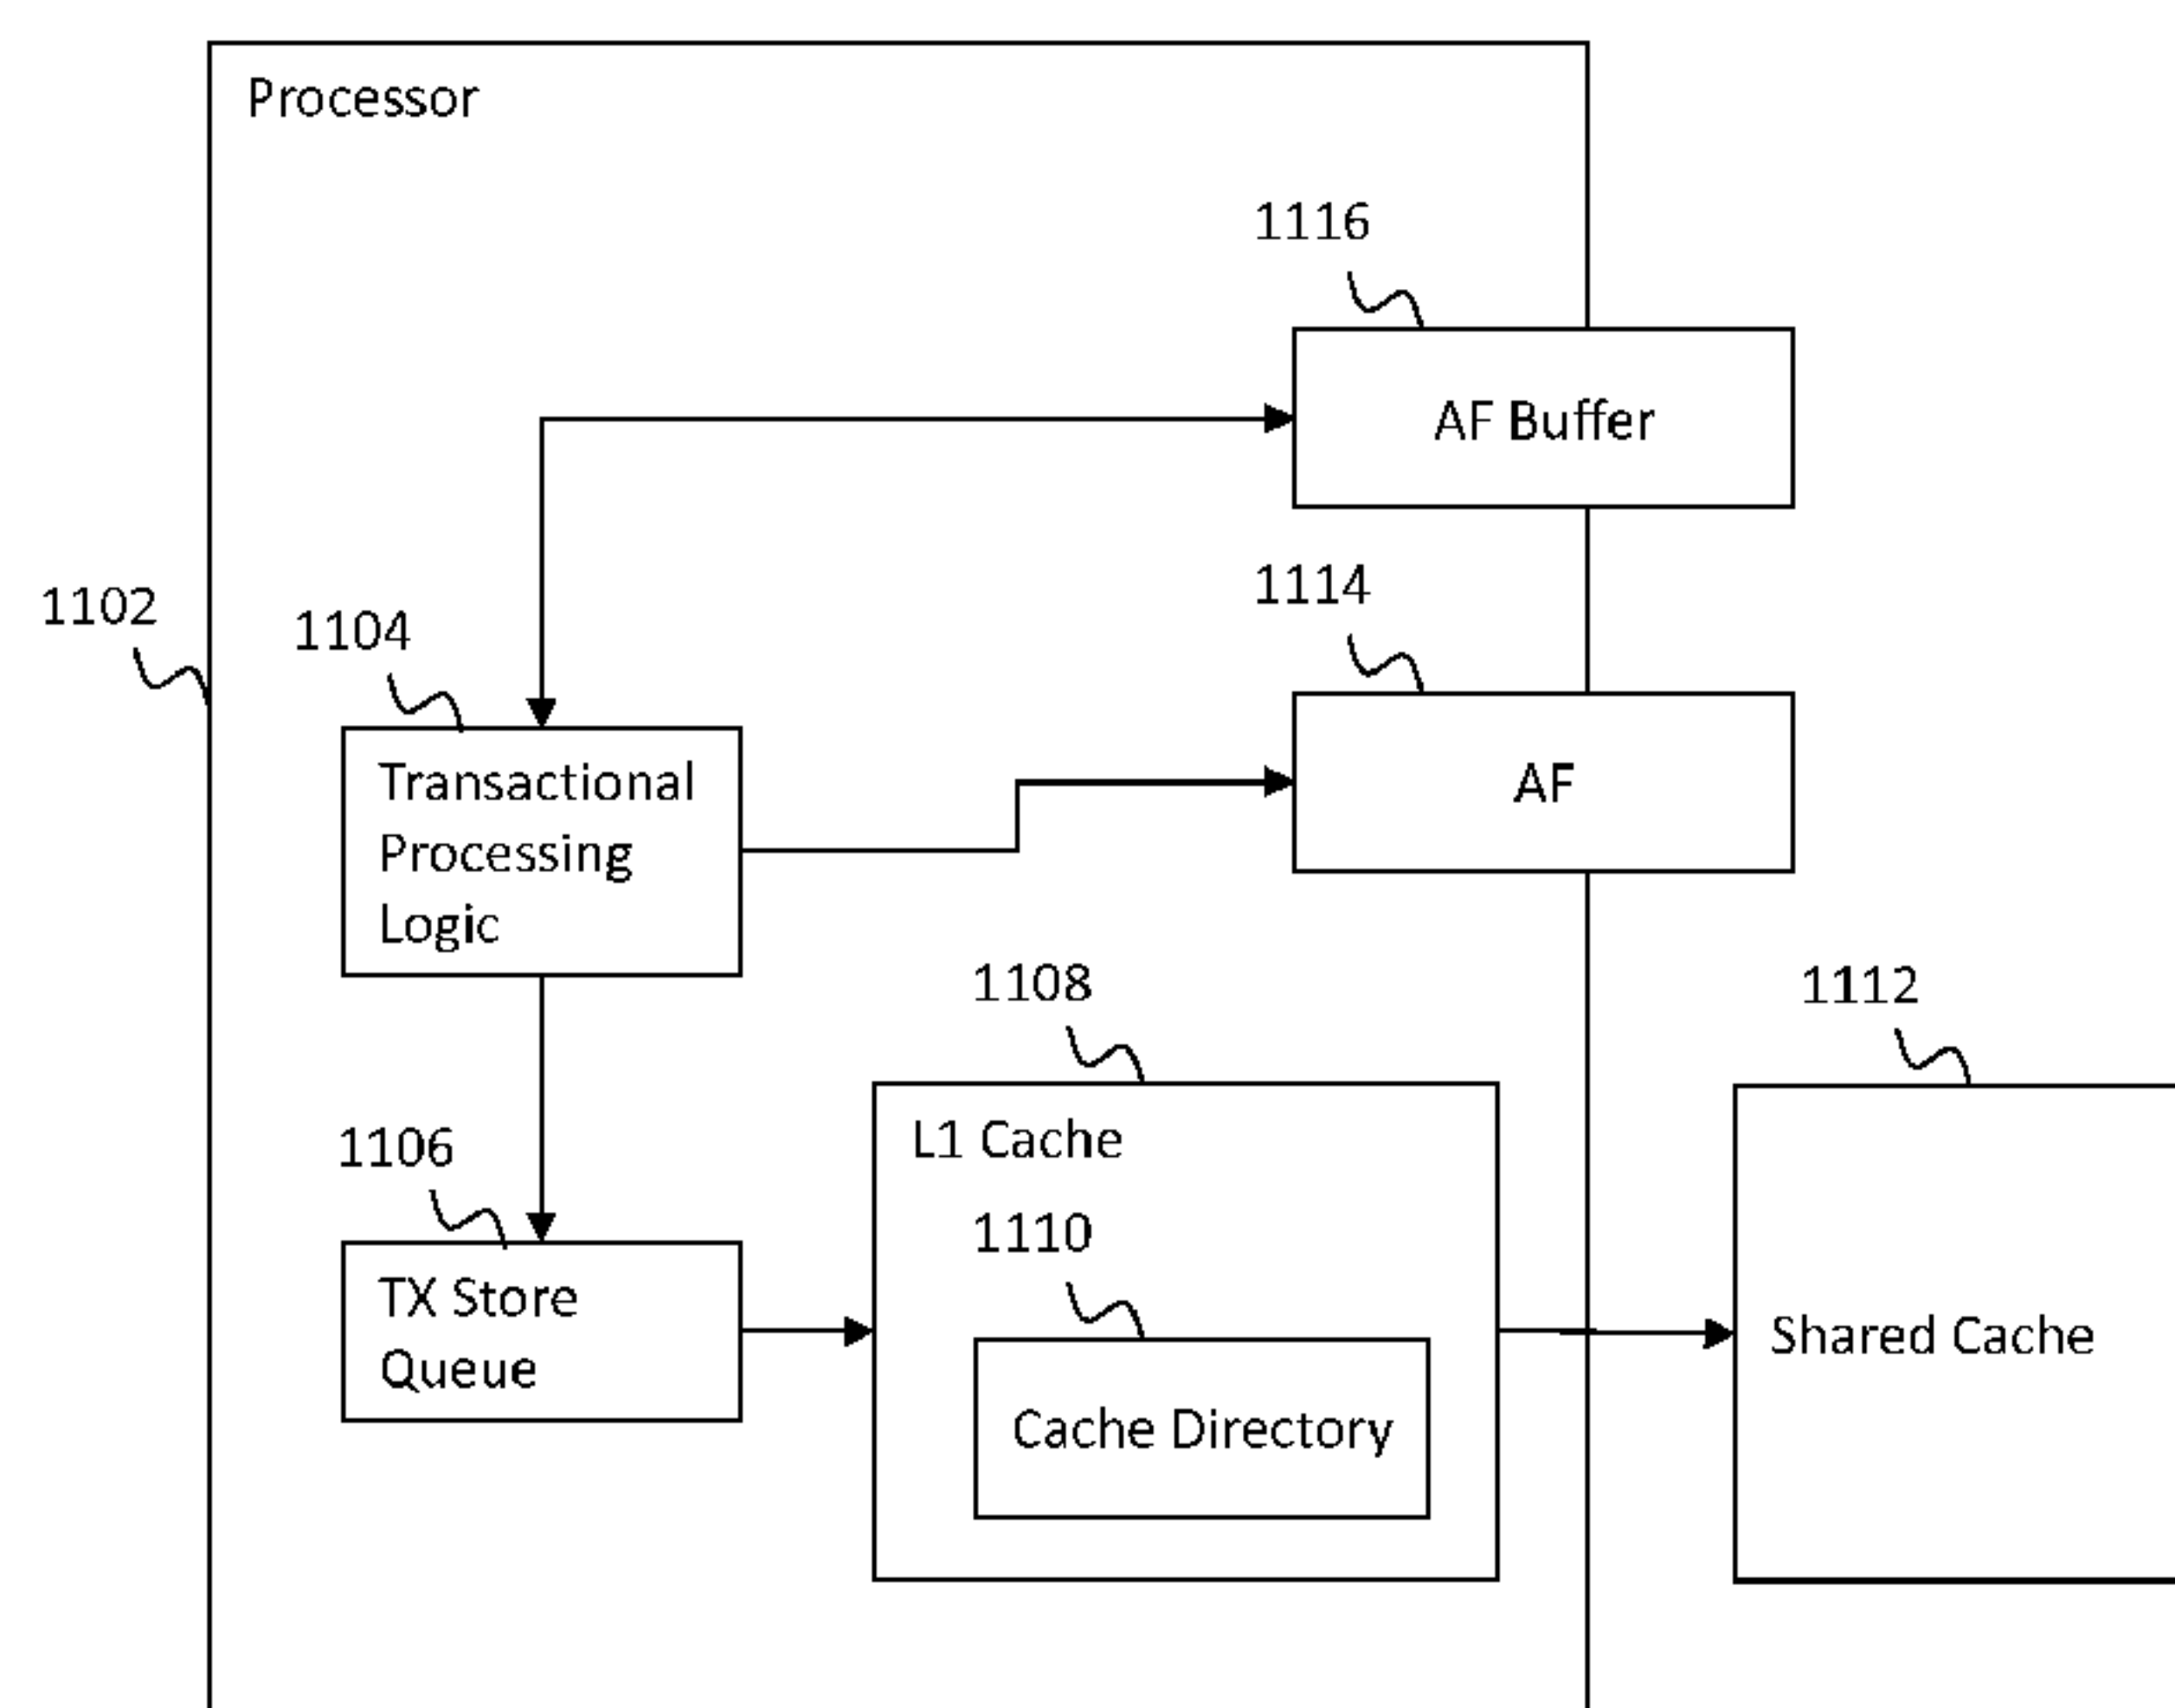 Processor
1116
AF Buffer
1102
1104
1114
Transactional
Processing
Logic
AF
1108
1112
1106
L1 Cache
1110
TX Store
Queue
Shared Cache
Cache Directory